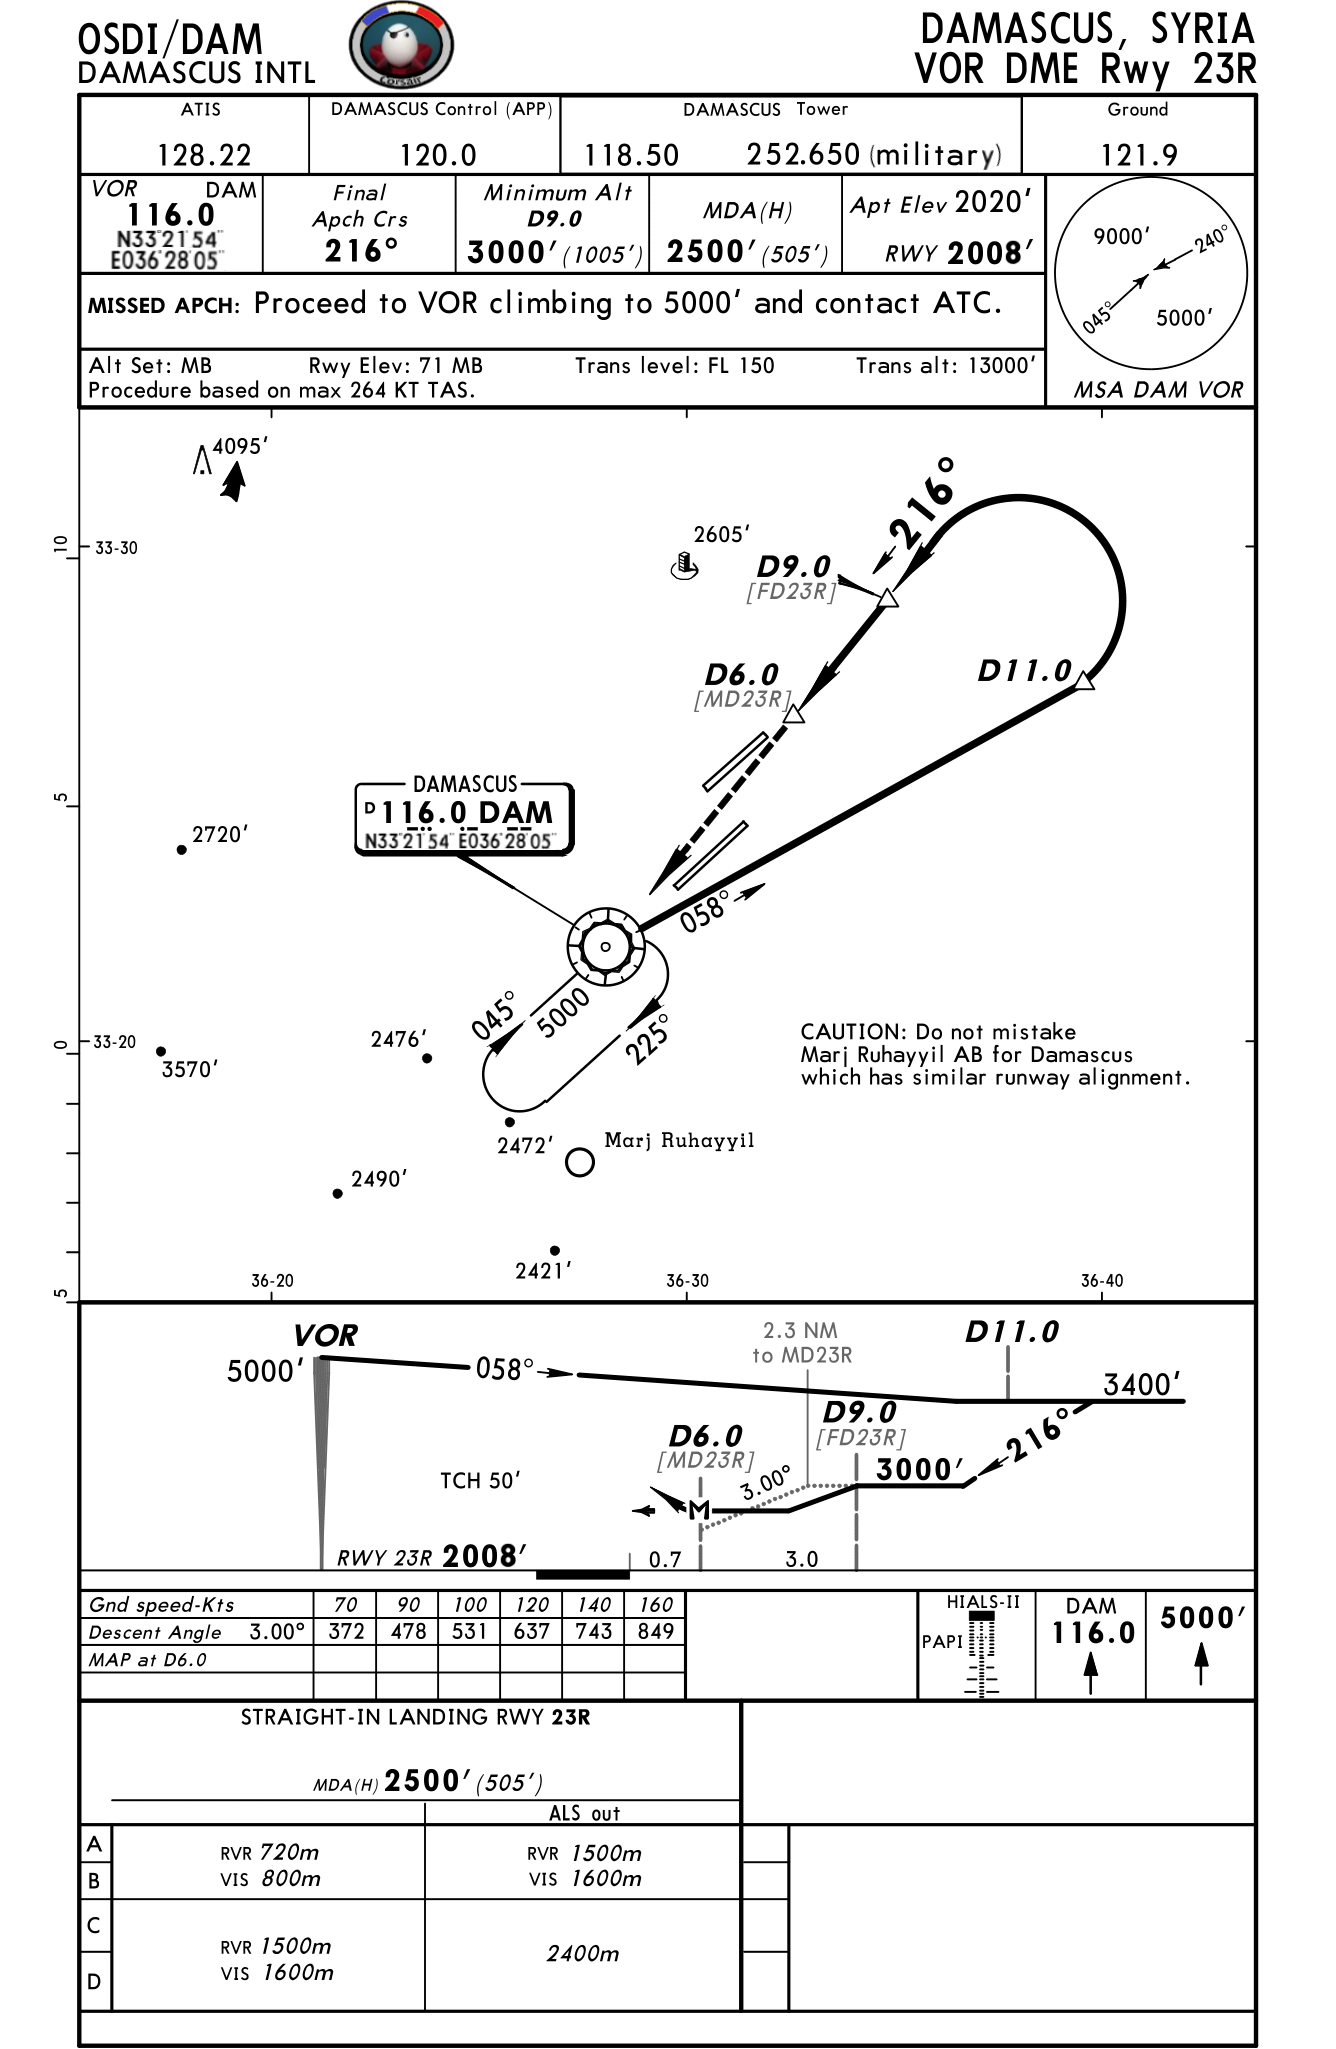 OSDI/DAM
DAMASCUS INTL
Corsair
DAMASCUS, SYRIA
VOR DME Rwy 23R
ATIS
128.22
DAMASCUS Control (APP)
120.0
DAMASCUS Tower
118.50 252.650 (military)
Ground
121.9
VOR DAM
116.0
N33°21'54"
E036°28'05"
Final
Apch Crs
216°
Minimum Alt
D9.0
3000' (1005')
MDA(H)
2500' (505')
Apt Elev 2020'
RWY 2008'
9000'
240°
045°
5000'
MSA DAM VOR
MISSED APCH: Proceed to VOR climbing to 5000' and contact ATC.
Alt Set: MB Rwy Elev: 71 MB Trans level: FL 150 Trans alt: 13000'
Procedure based on max 264 KT TAS.
4095'
216°
2605'
10
33-30
D9.0
[FD23R]
D6.0
[MD23R]
D11.0
DAMASCUS
D 116.0 DAM
N33°21'54" E036°28'05"
5
2720'
058°
045°
5000
225°
2476'
0
33-20
3570'
CAUTION: Do not mistake
Marj Ruhayyil AB for Damascus
which has similar runway alignment.
2472'
Marj Ruhayyil
2490'
2421'
5
36-20
36-30
36-40
VOR
5000'
058°
2.3 NM
to MD23R
D11.0
3400'
D9.0
[FD23R]
216°
D6.0
[MD23R]
3000'
TCH 50'
3.00°
M
RWY 23R 2008'
0.7
3.0
Gnd speed-Kts 70 90 100 120 140 160
Descent Angle 3.00° 372 478 531 637 743 849
MAP at D6.0
HIALS-II
PAPI
DAM
116.0
5000'
STRAIGHT-IN LANDING RWY 23R
MDA(H) 2500' (505')
ALS out
A
B
RVR 720m
VIS 800m
RVR 1500m
VIS 1600m
C
D
RVR 1500m
VIS 1600m
2400m